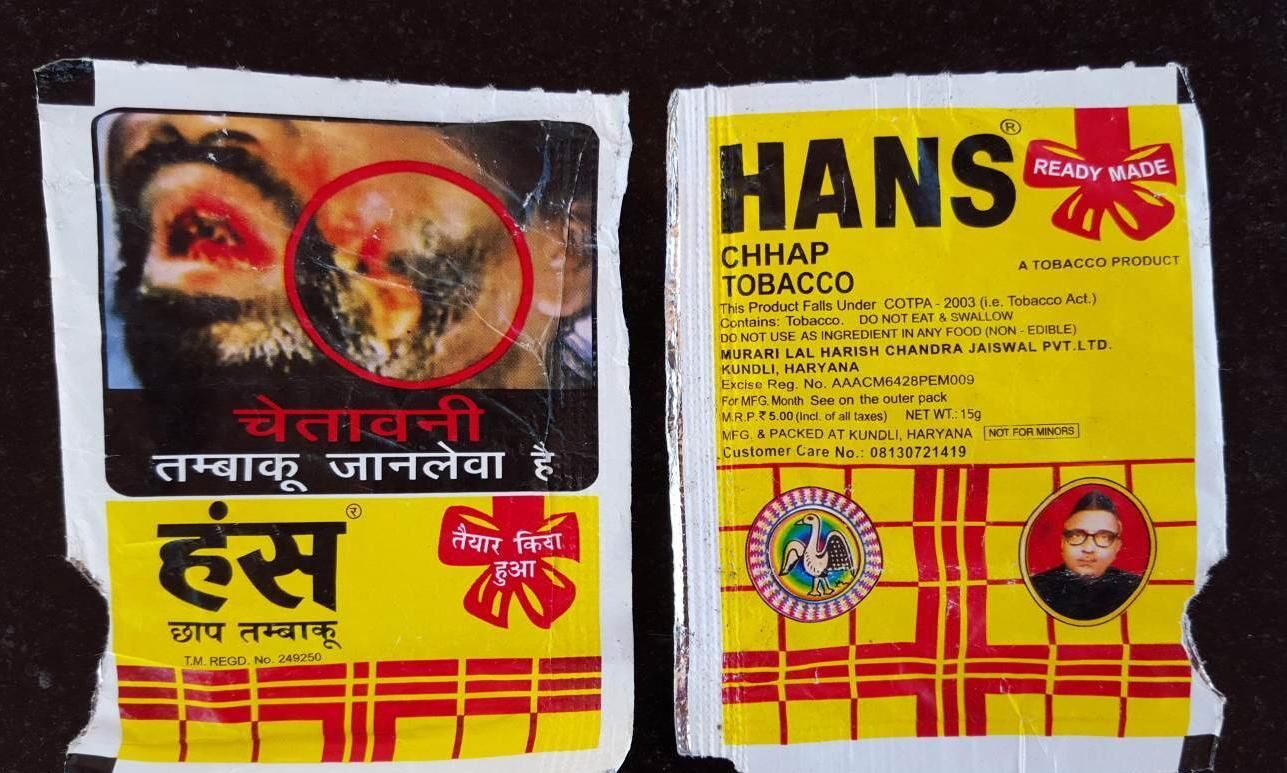 चेतावनी
तम्बाकू जानलेवा है
हंस र
तैयार किया
हुआ
छाप तम्बाकू
T.M. REGD. No. 249250
HANS ®
READY MADE
CHHAP
TOBACCO
A TOBACCO PRODUCT
This Product Falls Under COTPA - 2003 (i.e. Tobacco Act.)
Contains: Tobacco. DO NOT EAT & SWALLOW
DO NOT USE AS INGREDIENT IN ANY FOOD (NON - EDIBLE)
MURARI LAL HARISH CHANDRA JAISWAL PVT.LTD.
KUNDLI, HARYANA
Excise Reg. No. AAACM6428PEM009
For MFG. Month See on the outer pack
M.R.P. ₹ 5.00 (Incl. of all taxes) NET WT.: 15g
MFG. & PACKED AT KUNDLI, HARYANA NOT FOR MINORS
Customer Care No.: 08130721419